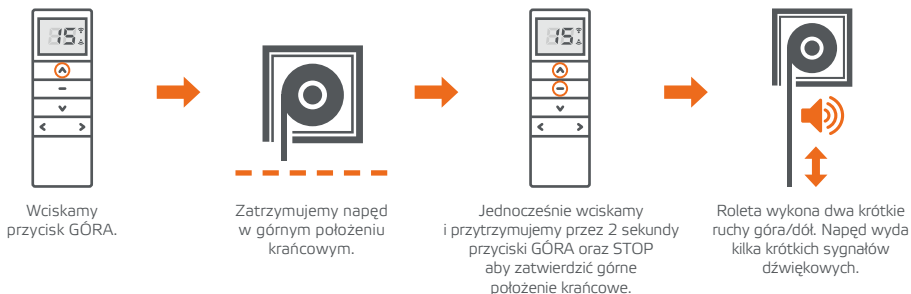 15
15
Wciskamy
przycisk GÓRA.
Zatrzymujemy napęd
w górnym położeniu
krańcowym.
Jednocześnie wciskamy
i przytrzymujemy przez 2 sekundy
przyciski GÓRA oraz STOP
aby zatwierdzić górne
położenie krańcowe.
Roleta wykona dwa krótkie
ruchy góra/dół. Napęd wyda
kilka krótkich sygnałów
dźwiękowych.